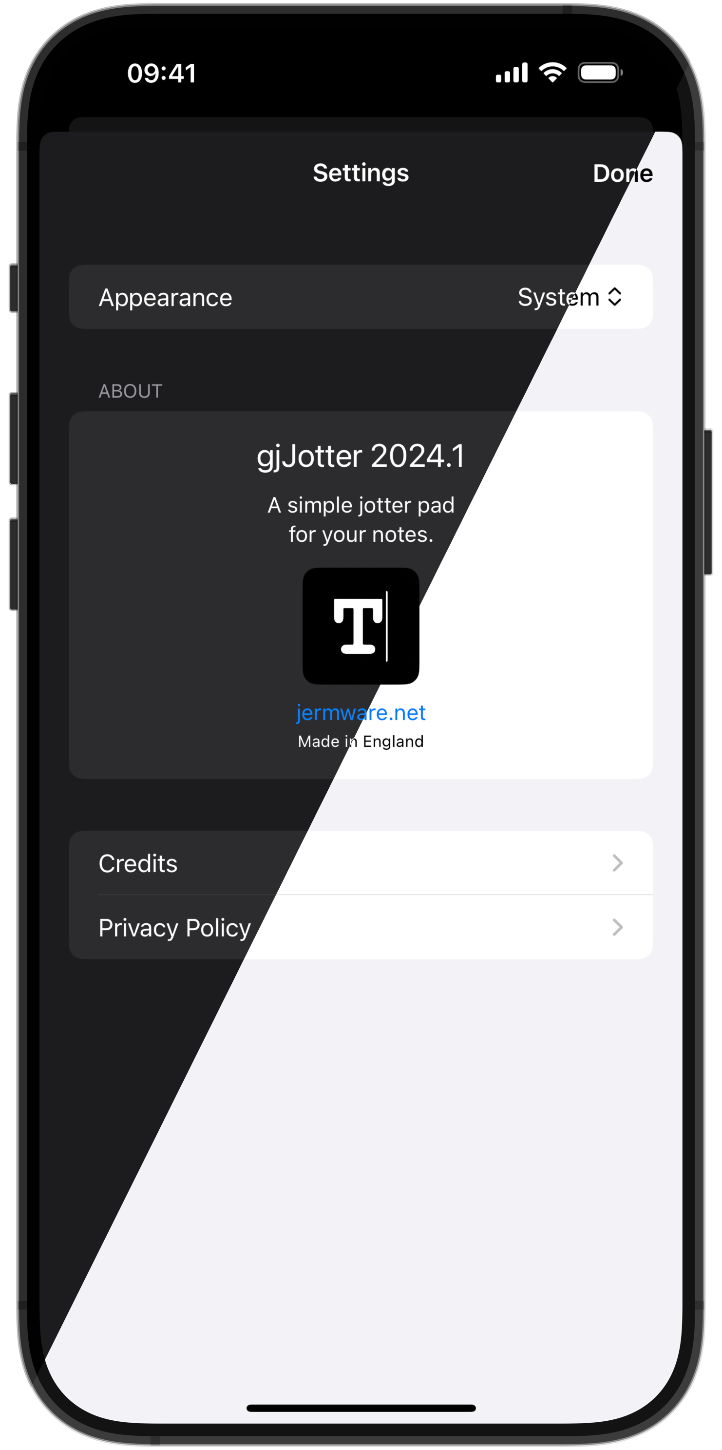 09:41
Settings
Done
Appearance
System
ABOUT
gjJotter 2024.1
A simple jotter pad
for your notes.
T
jermware.net
Made in England
Credits
Privacy Policy